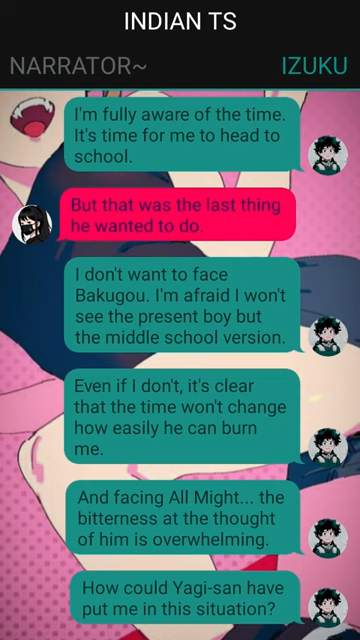 INDIAN TS
NARRATOR~ IZUKU
I'm fully aware of the time.
It's time for me to head to
school.
But that was the last thing
he wanted to do.
I don't want to face
Bakugou. I'm afraid I won't
see the present boy but
the middle school version.
Even if I don't, it's clear
that the time won't change
how easily he can burn
me.
And facing All Might... the
bitterness at the thought
of him is overwhelming.
How could Yagi-san have
put me in this situation?